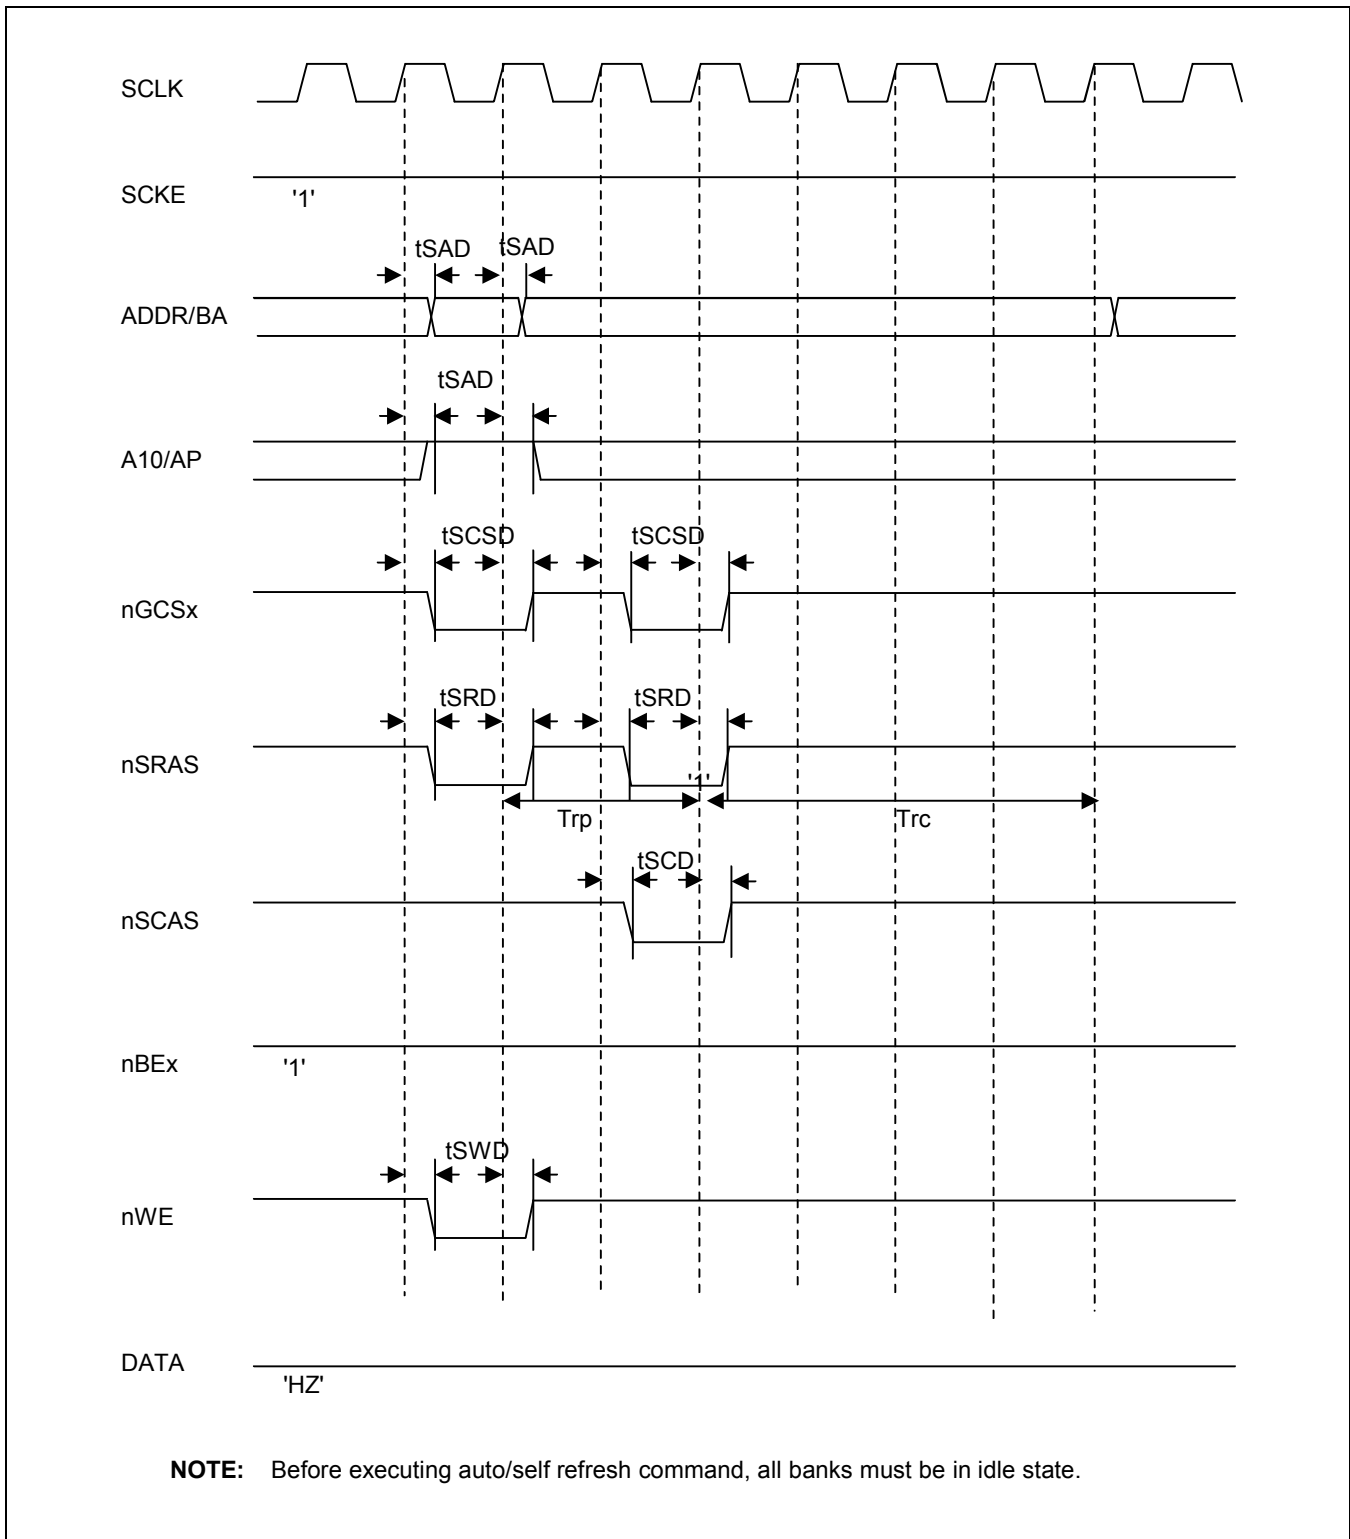 SCLK
SCKE
'1'
tSAD
tSAD
ADDR/BA
tSAD
A10/AP
tSCSD
tSCSD
nGCSx
tSRD
tSRD
nSRAS
'1'
Trp
Trc
tSCD
nSCAS
nBEx
'1'
tSWD
nWE
DATA
'HZ'
NOTE: Before executing auto/self refresh command, all banks must be in idle state.